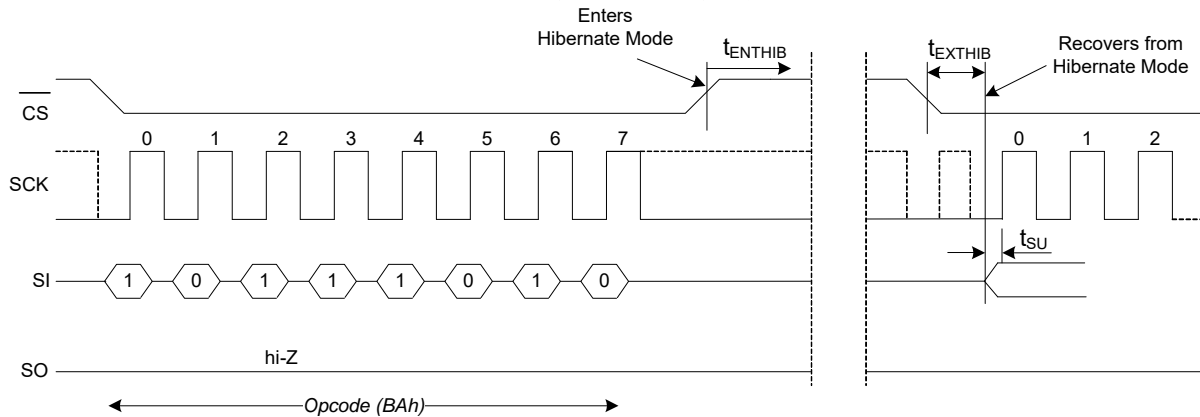 Enters
Hibernate Mode
tENTHIB
tEXTHIB
Recovers from
Hibernate Mode
CS
0 1 2 3 4 5 6 7 0 1 2
SCK
tSU
SI 1 0 1 1 1 0 1 0
hi-Z
SO
Opcode (BAh)